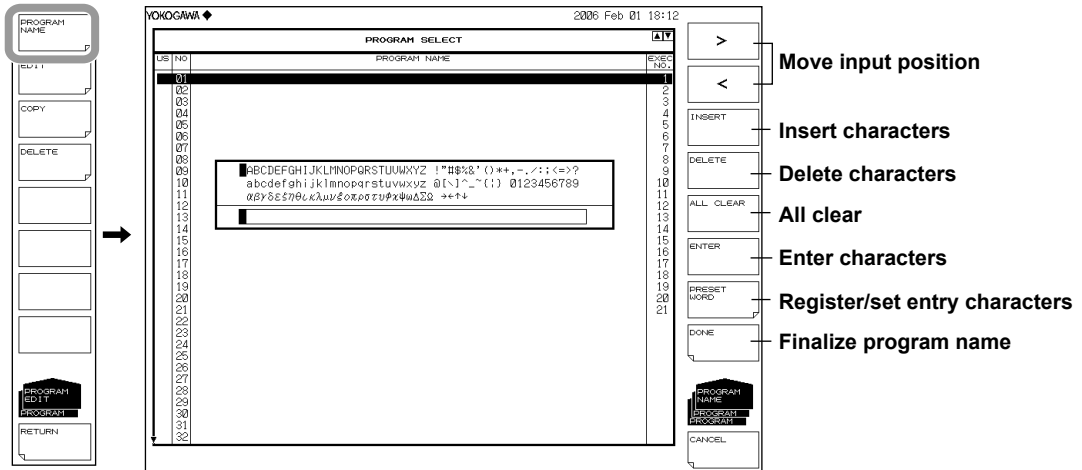 PROGRAM
NAME
EDIT
COPY
DELETE
PROGRAM
EDIT
PROGRAM
RETURN
YOKOGAWA ◆ 2006 Feb 01 18:12
PROGRAM SELECT
US NO PROGRAM NAME EXEC NO.
01 1
02 2
03 3
04 4
05 5
06 6
07 7
08 8
09 9
10 10
11 11
12 12
13 13
14 14
15 15
16 16
17 17
18 18
19 19
20 20
21 21
22
23
24
25
26
27
28
29
30
31
32
ABCDEFGHIJKLMNOPQRSTUVWXYZ !"#$%&'()*+,-./:;<=>?
abcdefghijklmnopqrstuvwxyz @[\]^_~{¦} 0123456789
αβγδεζηθικλμνξοπρστυφχψωΔΣΩ →←↑↓
>
<
Move input position
INSERT
Insert characters
DELETE
Delete characters
ALL CLEAR
All clear
ENTER
Enter characters
PRESET
WORD
Register/set entry characters
DONE
Finalize program name
PROGRAM
NAME
PROGRAM
PROGRAM
CANCEL